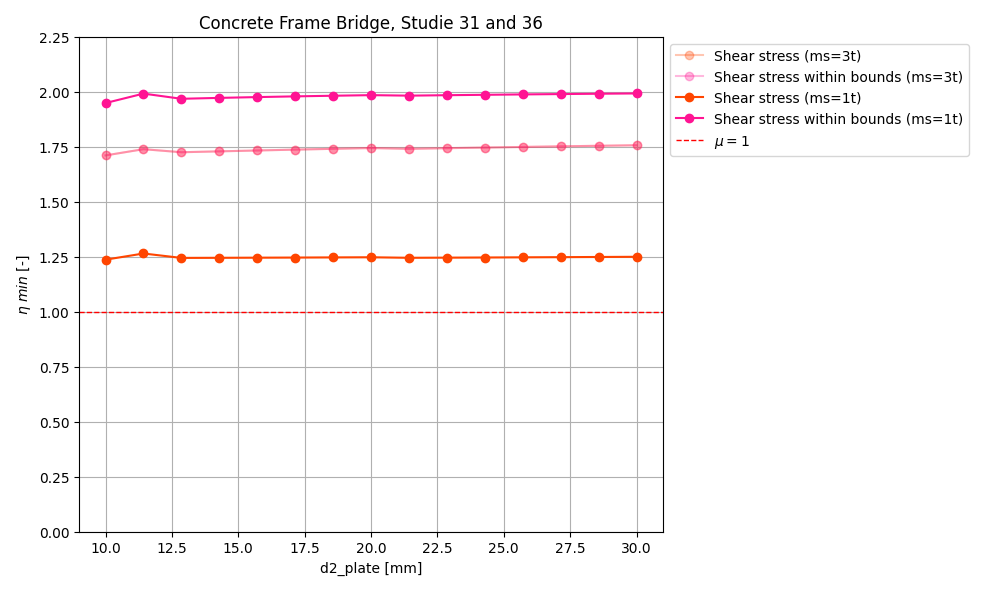 Concrete Frame Bridge, Studie 31 and 36
2.25
2.00
1.75
1.50
1.25
1.00
0.75
0.50
0.25
0.00
η min [-]
10.0 12.5 15.0 17.5 20.0 22.5 25.0 27.5 30.0
d2_plate [mm]
Shear stress (ms=3t)
Shear stress within bounds (ms=3t)
Shear stress (ms=1t)
Shear stress within bounds (ms=1t)
μ = 1